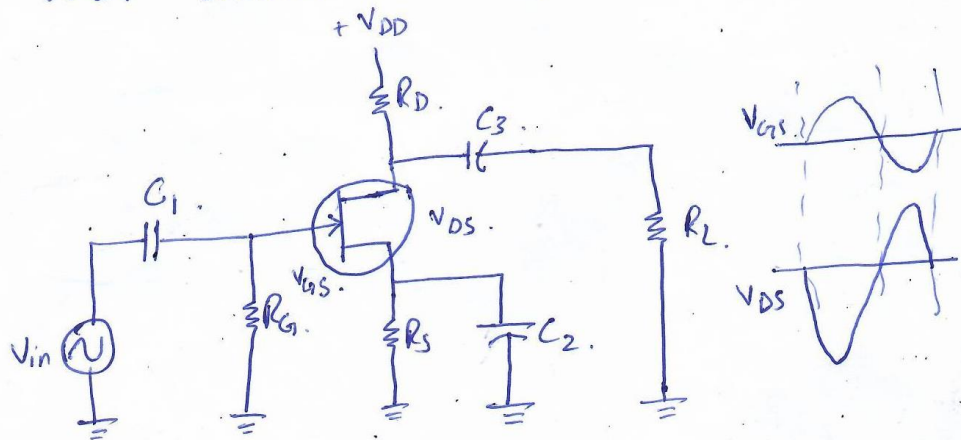 + VDD
RD.
C3.
VGS.
C1.
VDS.
RL.
VGS.
RG.
RS
C2.
VDS
Vin